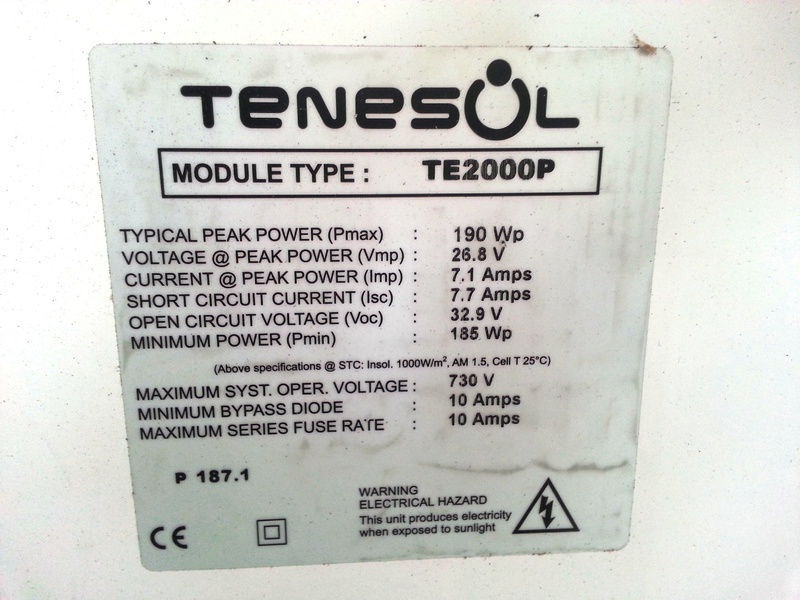 TENESOL
MODULE TYPE : TE2000P
TYPICAL PEAK POWER (Pmax) : 190 Wp
VOLTAGE @ PEAK POWER (Vmp) : 26.8 V
CURRENT @ PEAK POWER (Imp) : 7.1 Amps
SHORT CIRCUIT CURRENT (Isc) : 7.7 Amps
OPEN CIRCUIT VOLTAGE (Voc) : 32.9 V
MINIMUM POWER (Pmin) : 185 Wp
(Above specifications @ STC: Insol. 1000W/m², AM 1.5, Cell T 25°C)
MAXIMUM SYST. OPER. VOLTAGE : 730 V
MINIMUM BYPASS DIODE : 10 Amps
MAXIMUM SERIES FUSE RATE : 10 Amps
P 187.1
WARNING
ELECTRICAL HAZARD
This unit produces electricity
when exposed to sunlight
CE